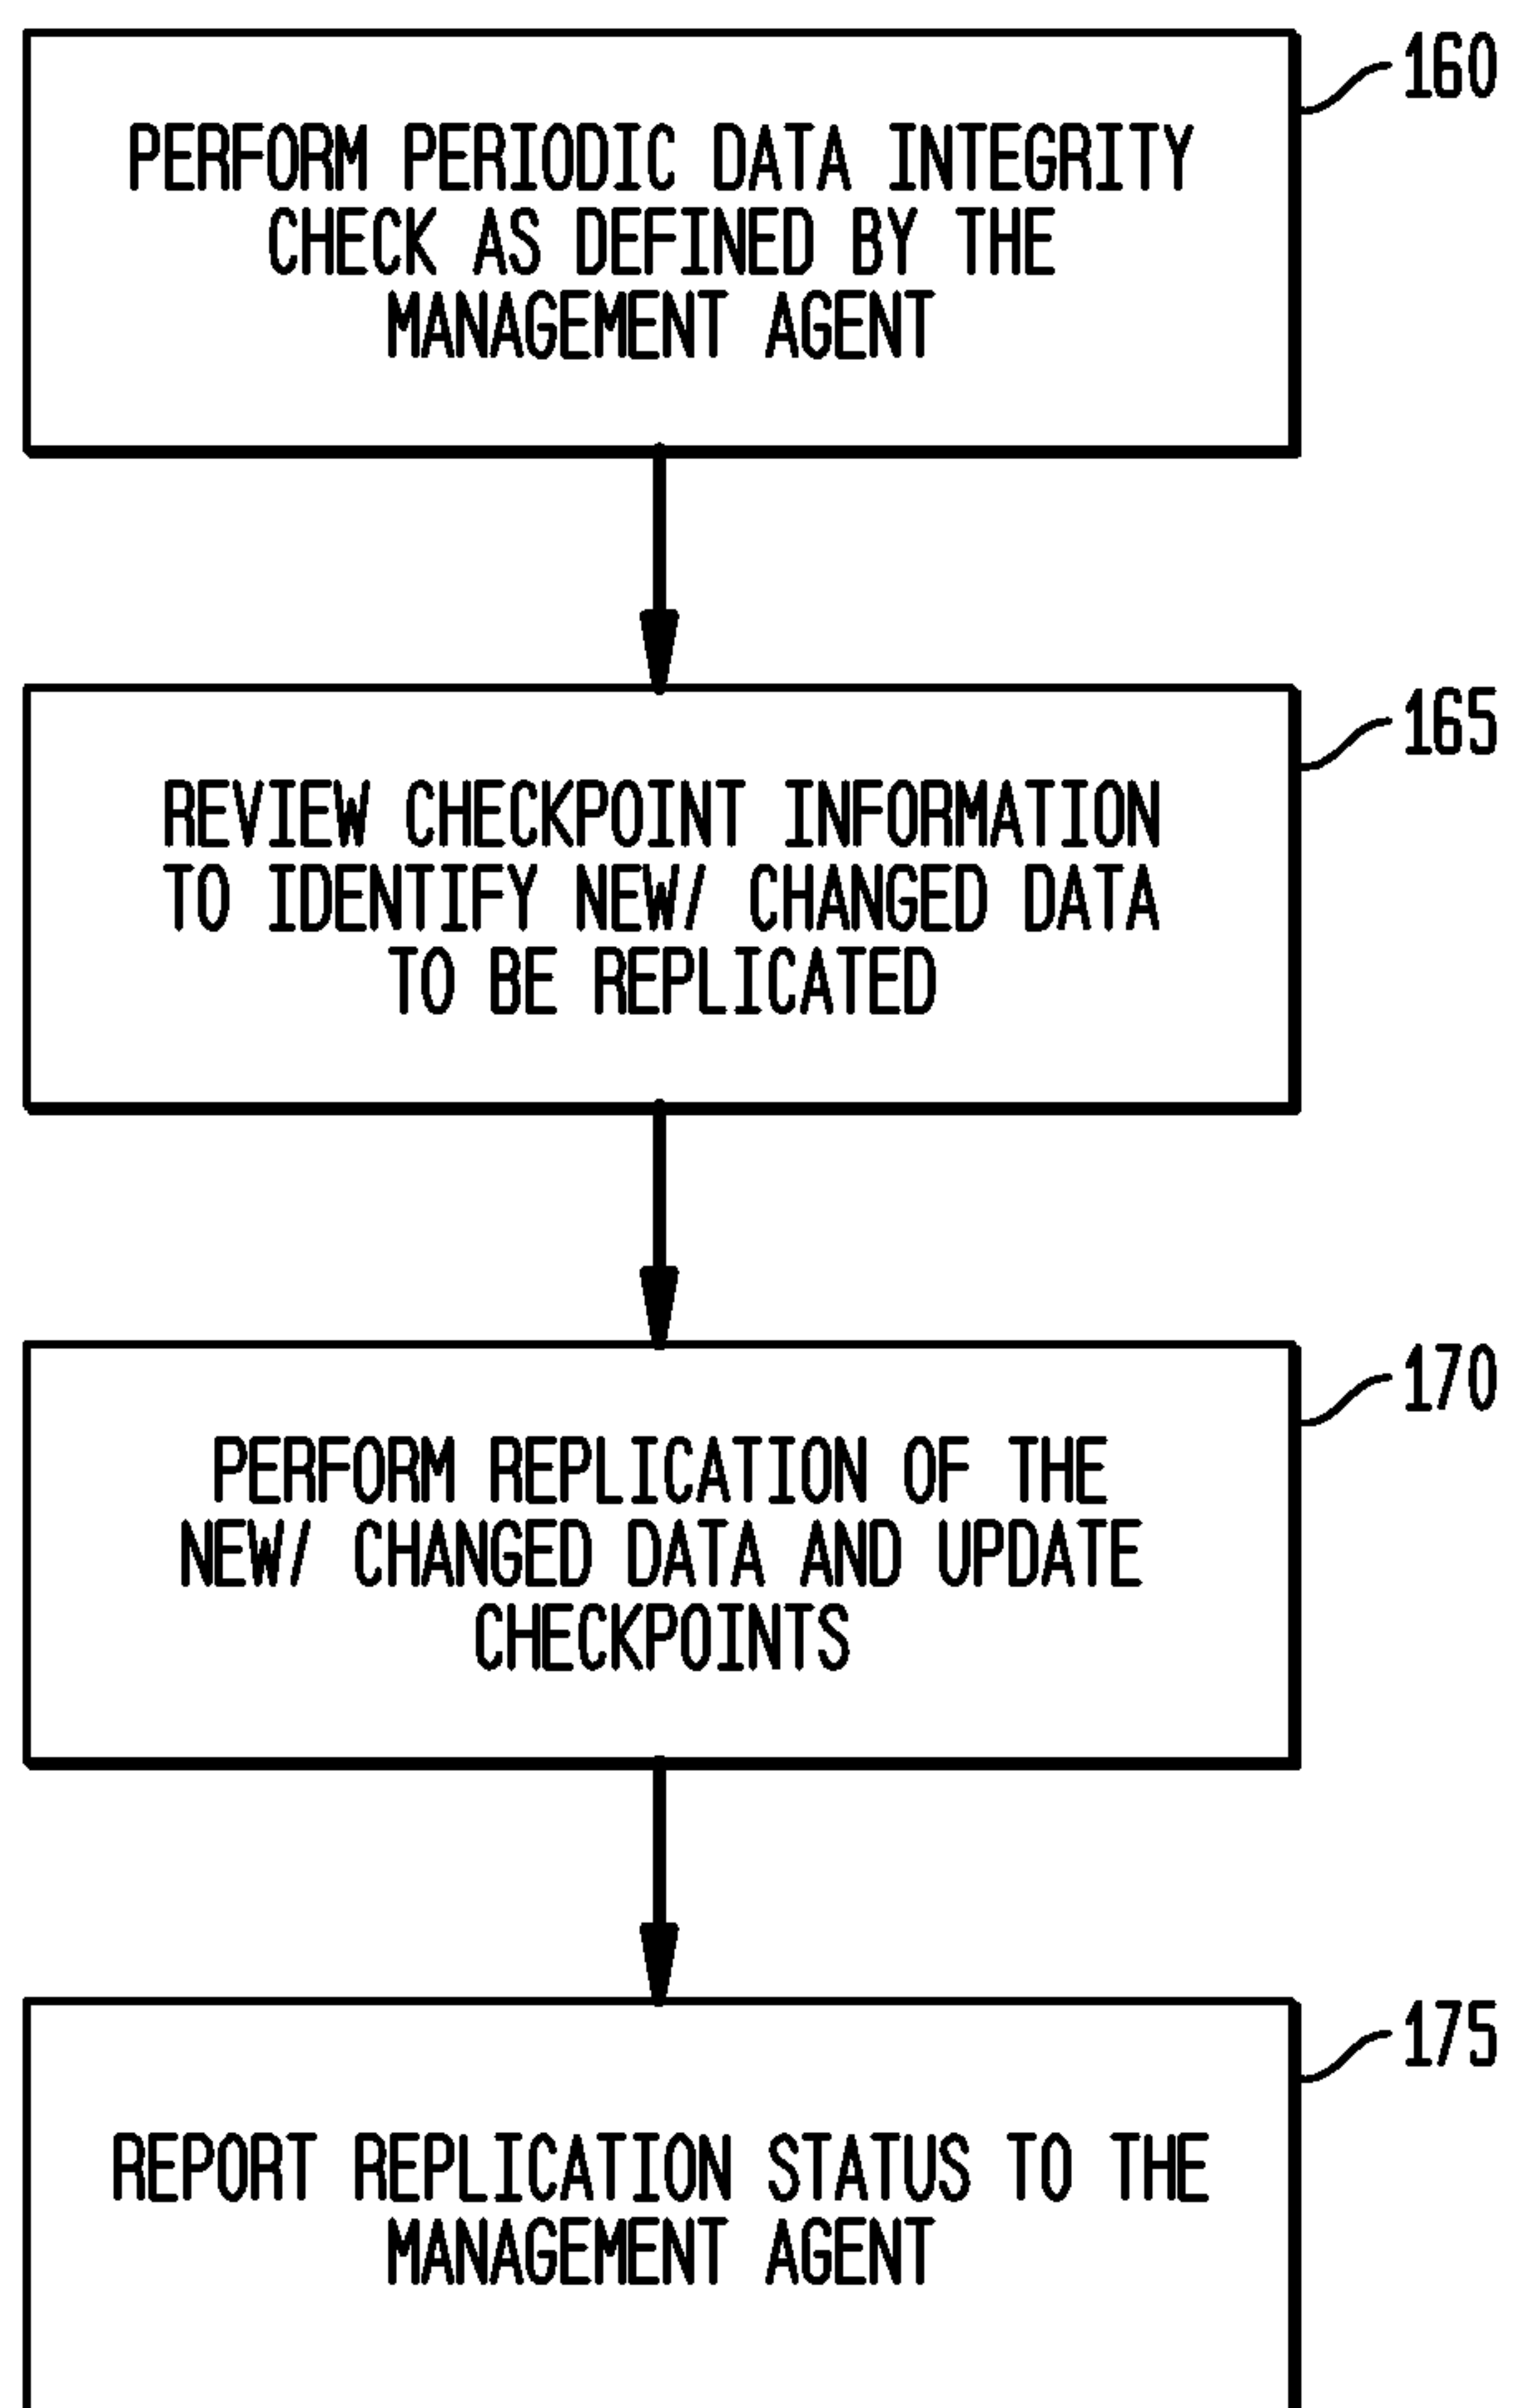 160
PERFORM PERIODIC DATA INTEGRITY
CHECK AS DEFINED BY THE
MANAGEMENT AGENT
165
REVIEW CHECKPOINT INFORMATION
TO IDENTIFY NEW/ CHANGED DATA
TO BE REPLICATED
170
PERFORM REPLICATION OF THE
NEW/ CHANGED DATA AND UPDATE
CHECKPOINTS
175
REPORT REPLICATION STATUS TO THE
MANAGEMENT AGENT